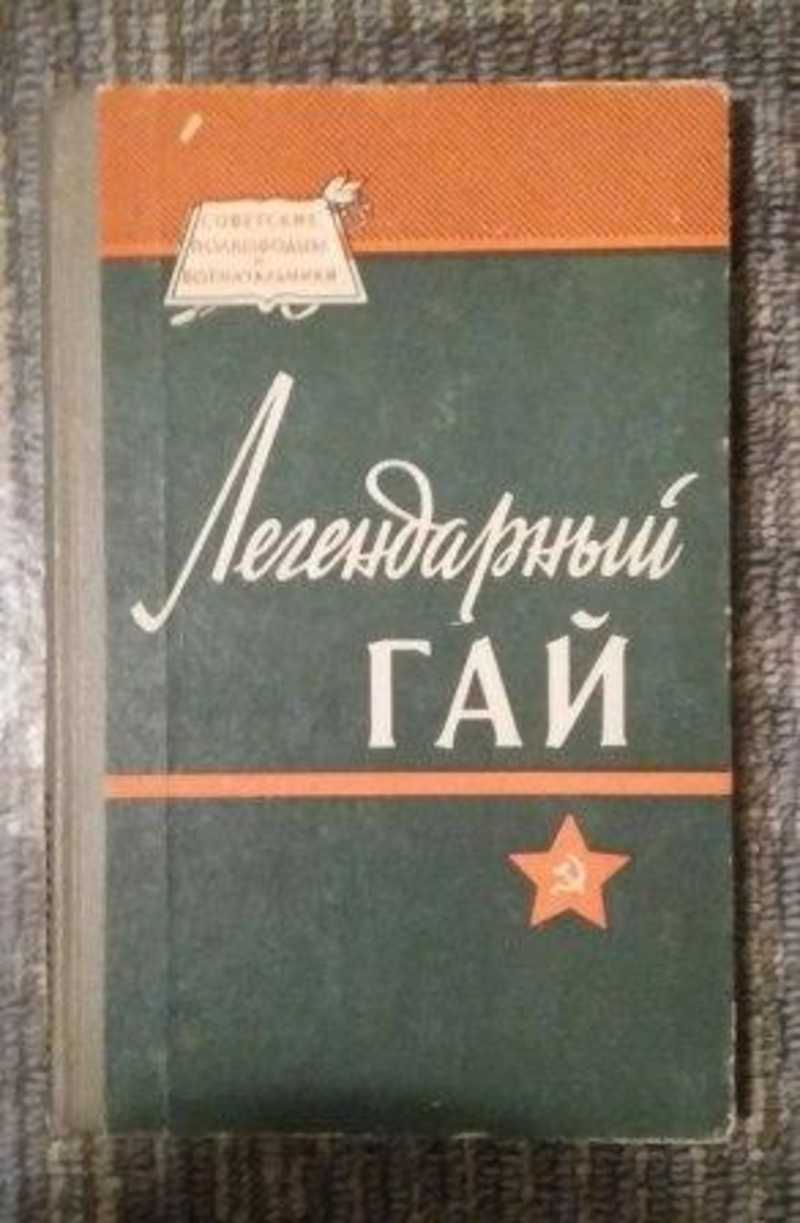 СОВЕТСКИЕ
ПОЛКОВОДЦЫ
И
ВОЕНАЧАЛЬНИКИ
Легендарный
ГАЙ